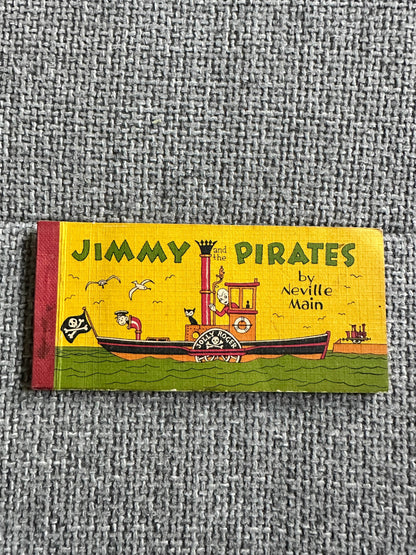 JIMMY and the PIRATES
by
Neville
Main
JOLLY ROGER